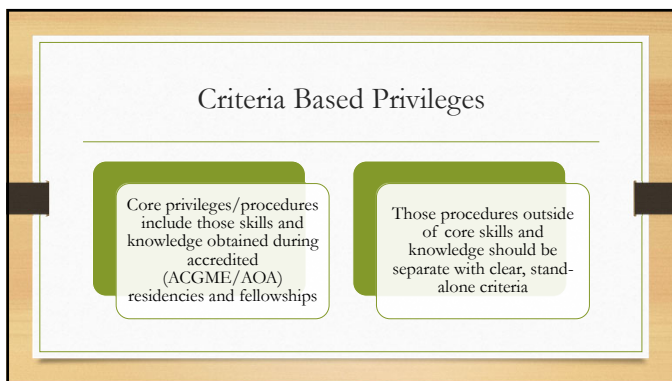 Criteria Based Privileges
Core privileges/procedures
include those skills and
knowledge obtained during
accredited
(ACGME/AOA)
residencies and fellowships
Those procedures outside
of core skills and
knowledge should be
separate with clear, stand-
alone criteria